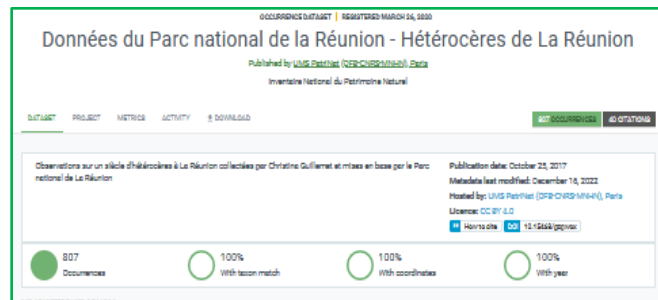 OCCURRENCE DATASET | REGISTERED MARCH 26, 2020
Données du Parc national de la Réunion - Hétérocères de La Réunion
Published by UMS PatriNat (OFB-CNRS-MNHN), Paris
Inventaire National du Patrimoine Naturel
DATASET PROJECT METRICS ACTIVITY DOWNLOAD
807 OCCURRENCES 40 CITATIONS
Observations sur un siècle d'hétérocères à La Réunion collectées par Christine Guillermet et mises en base par le Parc
national de La Réunion
Publication date: October 25, 2017
Metadata last modified: December 16, 2022
Hosted by: UMS PatriNat (OFB-CNRS-MNHN), Paris
Licence: CC BY 4.0
How to cite DOI
807
Occurrences
100%
With taxon match
100%
With coordinates
100%
With year